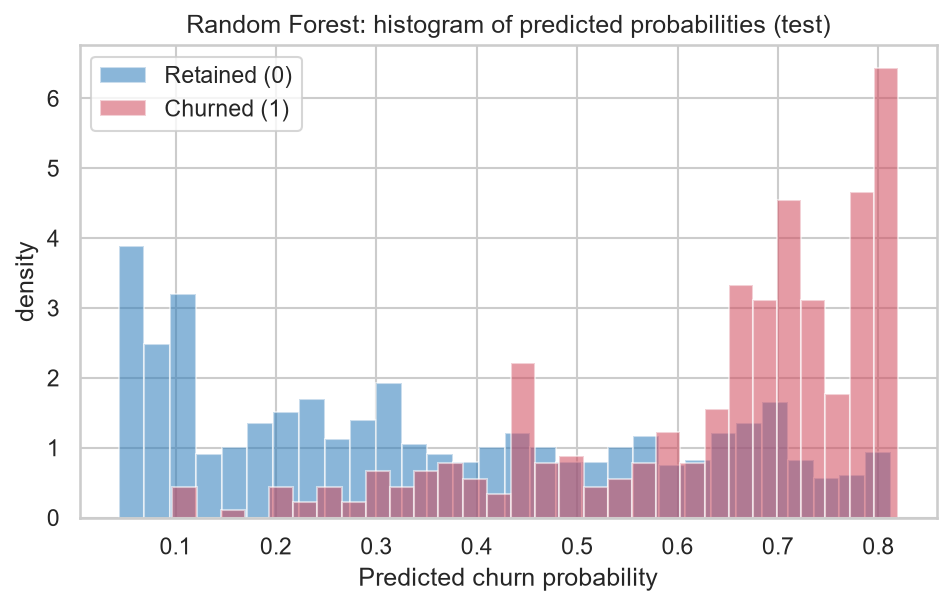 Random Forest: histogram of predicted probabilities (test)
Retained (0)
Churned (1)
density
6
5
4
3
2
1
0
0.1 0.2 0.3 0.4 0.5 0.6 0.7 0.8
Predicted churn probability